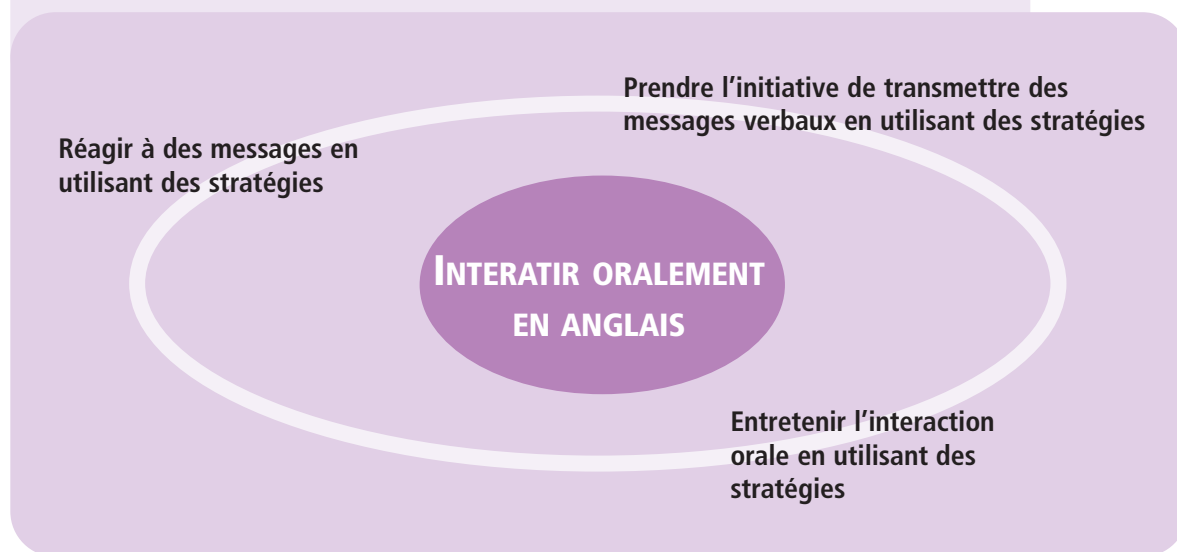 Prendre l’initiative de transmettre des
messages verbaux en utilisant des stratégies
Réagir à des messages en
utilisant des stratégies
INTERATIR ORALEMENT
EN ANGLAIS
Entretenir l’interaction
orale en utilisant des
stratégies